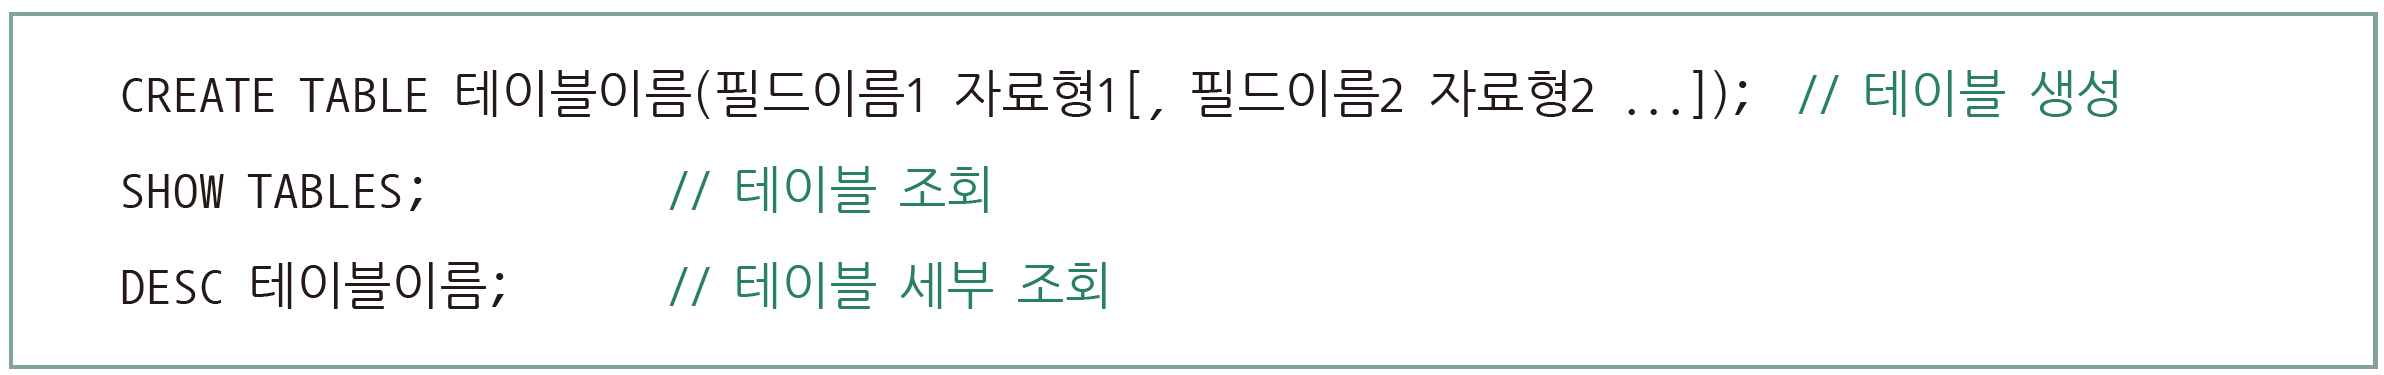 CREATE TABLE 테이블이름(필드이름1 자료형1[, 필드이름2 자료형2 ...]); // 테이블 생성
SHOW TABLES; // 테이블 조회
DESC 테이블이름; // 테이블 세부 조회